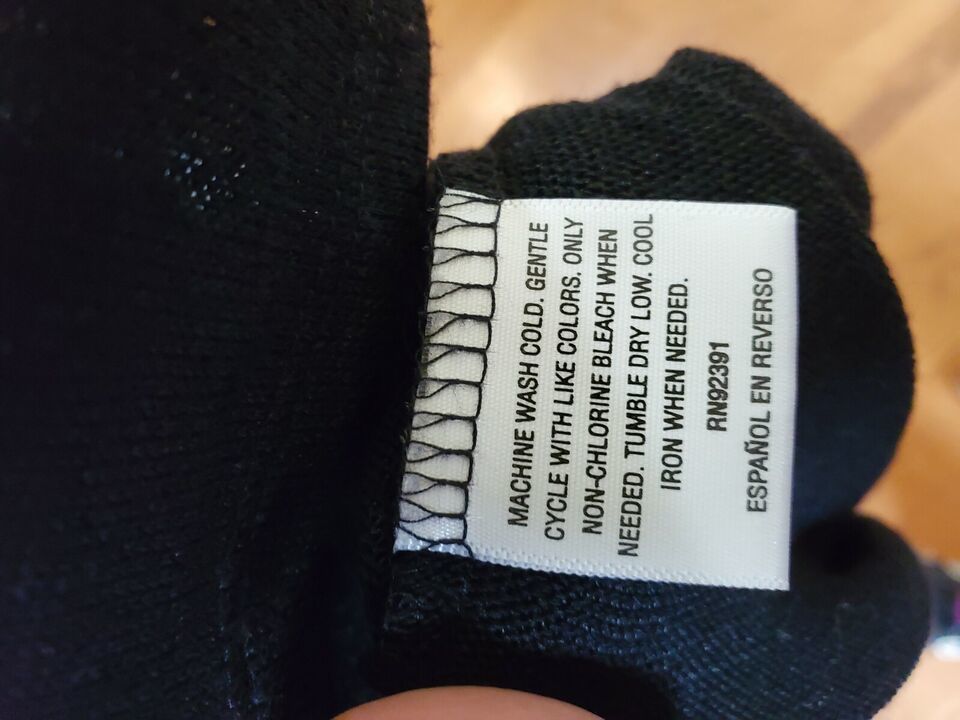 MACHINE WASH COLD. GENTLE
CYCLE WITH LIKE COLORS. ONLY
NON-CHLORINE BLEACH WHEN
NEEDED. TUMBLE DRY LOW. COOL
IRON WHEN NEEDED.
RN92391
ESPAÑOL EN REVERSO